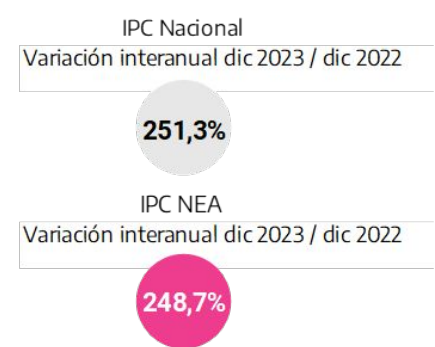 IPC Nacional
Variación interanual dic 2023 / dic 2022
251,3%
IPC NEA
Variación interanual dic 2023 / dic 2022
248,7%